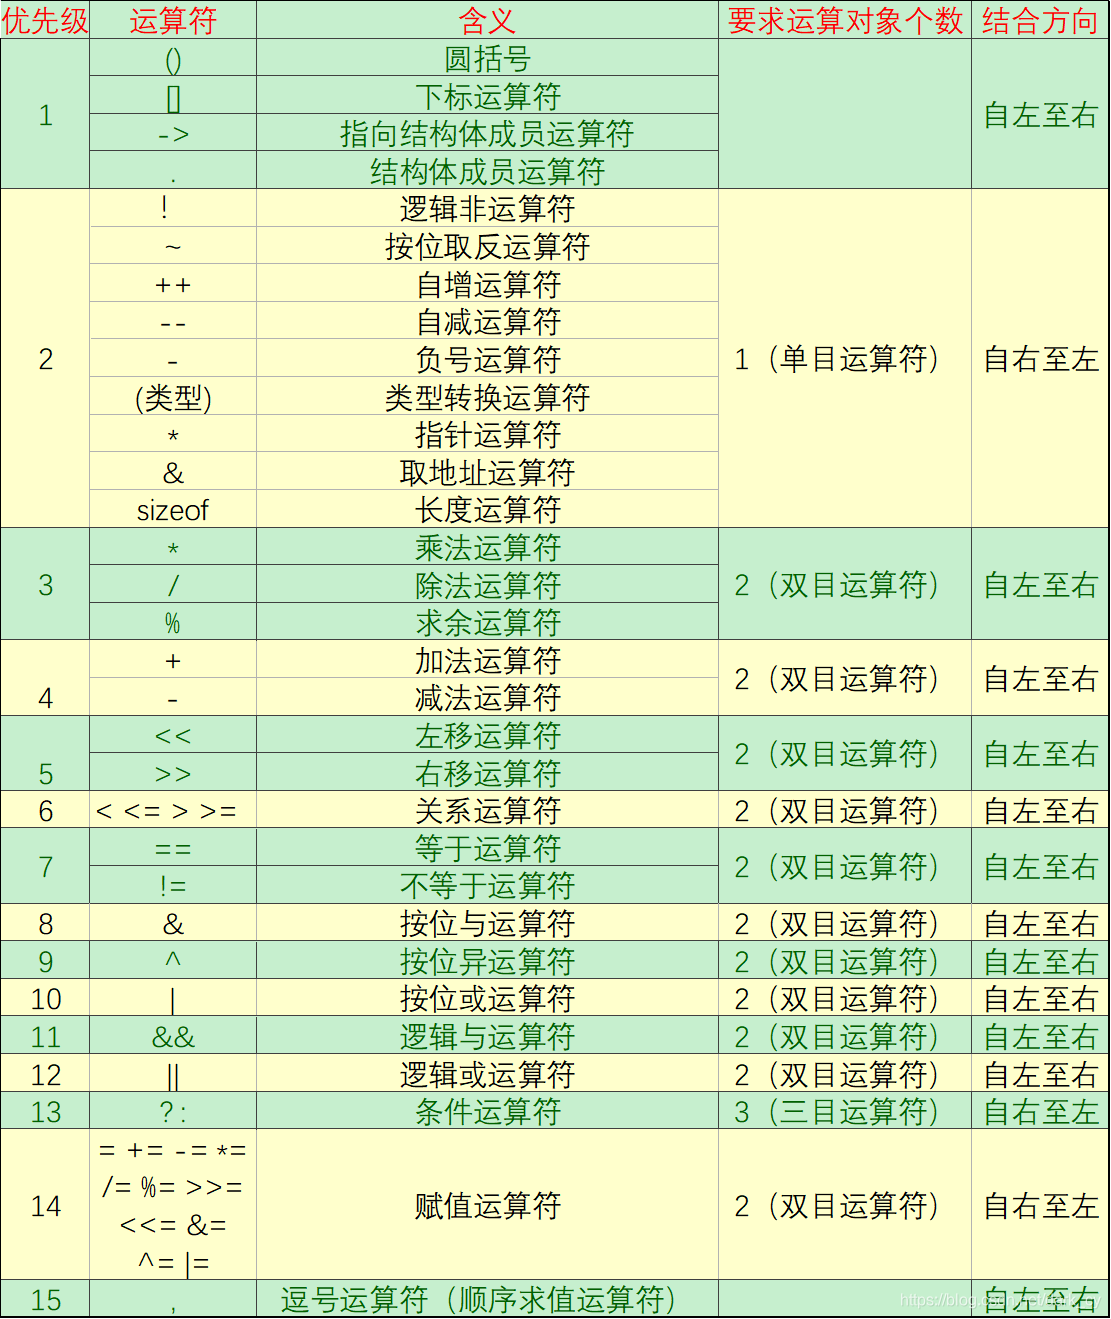 优先级 运算符 含义 要求运算对象个数 结合方向
1 () 圆括号 自左至右
[] 下标运算符
-> 指向结构体成员运算符
. 结构体成员运算符
2 ! 逻辑非运算符 1（单目运算符） 自右至左
~ 按位取反运算符
++ 自增运算符
-- 自减运算符
- 负号运算符
(类型) 类型转换运算符
* 指针运算符
& 取地址运算符
sizeof 长度运算符
3 * 乘法运算符 2（双目运算符） 自左至右
/ 除法运算符
% 求余运算符
4 + 加法运算符 2（双目运算符） 自左至右
- 减法运算符
5 << 左移运算符 2（双目运算符） 自左至右
>> 右移运算符
6 < <= > >= 关系运算符 2（双目运算符） 自左至右
7 == 等于运算符 2（双目运算符） 自左至右
!= 不等于运算符
8 & 按位与运算符 2（双目运算符） 自左至右
9 ^ 按位异运算符 2（双目运算符） 自左至右
10 | 按位或运算符 2（双目运算符） 自左至右
11 && 逻辑与运算符 2（双目运算符） 自左至右
12 || 逻辑或运算符 2（双目运算符） 自左至右
13 ?: 条件运算符 3（三目运算符） 自右至左
14 = += -= *= 赋值运算符 2（双目运算符） 自右至左
/= %= >>=
<<= &=
^= |=
15 , 逗号运算符（顺序求值运算符） 自左至右